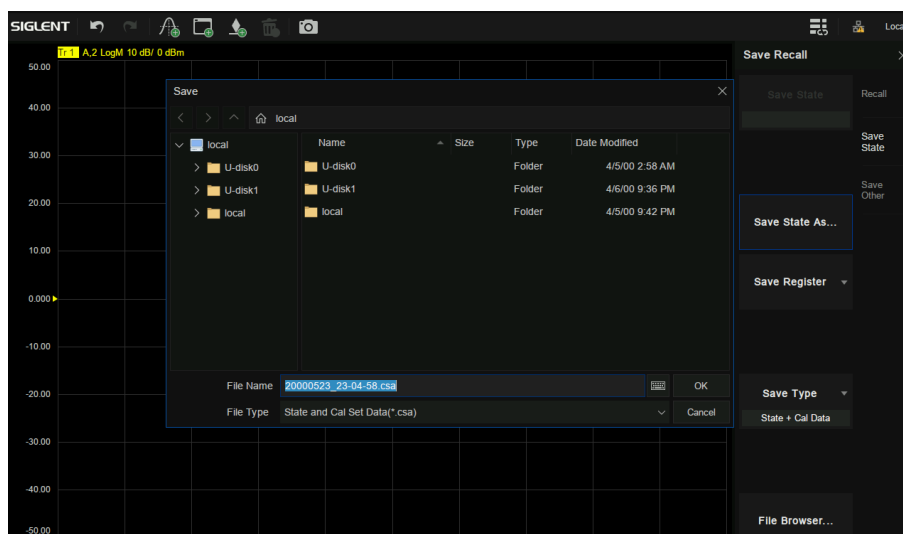 SIGLENT
Loca
Tr 1 A,2 LogM 10 dB/ 0 dBm
50.00
40.00
30.00
20.00
10.00
0.000
-10.00
-20.00
-30.00
-40.00
-50.00
Save
local
local
U-disk0
U-disk1
local
Name Size Type Date Modified
U-disk0 Folder 4/5/00 2:58 AM
U-disk1 Folder 4/6/00 9:36 PM
local Folder 4/5/00 9:42 PM
File Name 20000523_23-04-58.csa OK
File Type State and Cal Set Data(*.csa) Cancel
Save Recall
Save State
Save State As...
Save Register
Save Type
State + Cal Data
File Browser...
Recall
Save
State
Save
Other